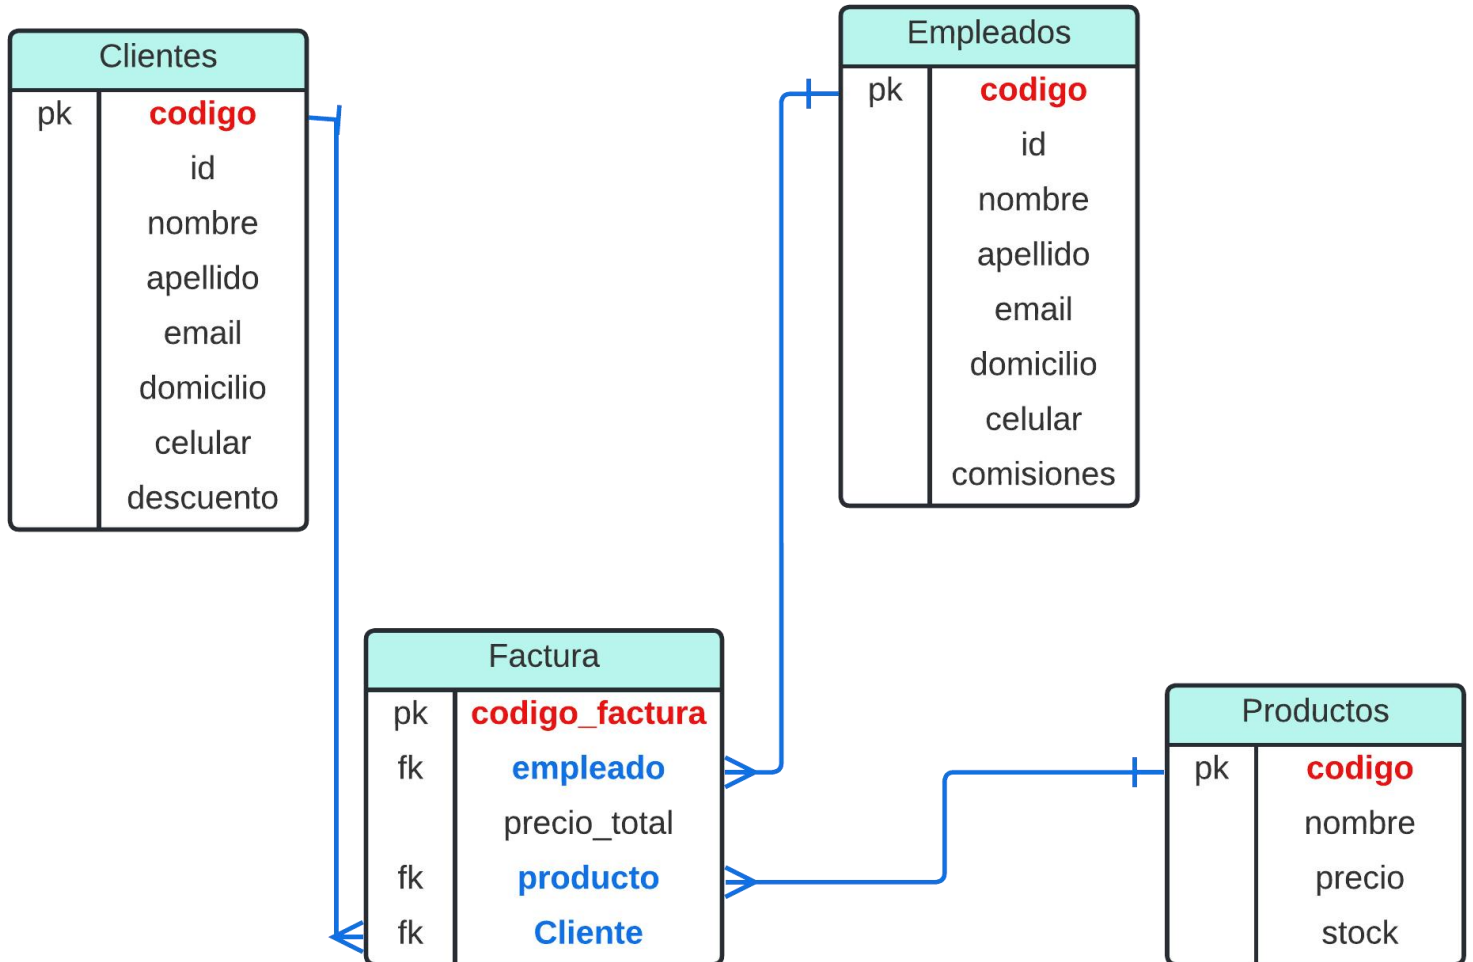 Clientes
pk codigo
id
nombre
apellido
email
domicilio
celular
descuento
Empleados
pk codigo
id
nombre
apellido
email
domicilio
celular
comisiones
Factura
pk codigo_factura
fk empleado
precio_total
fk producto
fk Cliente
Productos
pk codigo
nombre
precio
stock